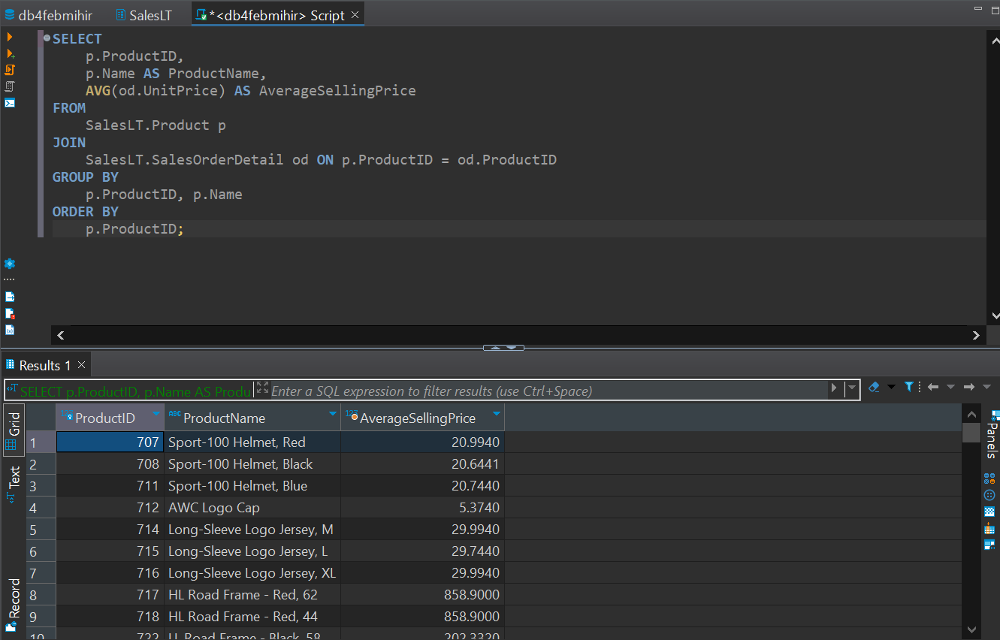 db4febmihir SalesLT *<db4febmihir> Script
SELECT
p.ProductID,
p.Name AS ProductName,
AVG(od.UnitPrice) AS AverageSellingPrice
FROM
SalesLT.Product p
JOIN
SalesLT.SalesOrderDetail od ON p.ProductID = od.ProductID
GROUP BY
p.ProductID, p.Name
ORDER BY
p.ProductID;
Results 1
SELECT p.ProductID, p.Name AS Produ Enter a SQL expression to filter results (use Ctrl+Space)
Grid
Text
Record
Panels
123 ProductID ABC ProductName 123 AverageSellingPrice
1 707 Sport-100 Helmet, Red 20.9940
2 708 Sport-100 Helmet, Black 20.6441
3 711 Sport-100 Helmet, Blue 20.7440
4 712 AWC Logo Cap 5.3740
5 714 Long-Sleeve Logo Jersey, M 29.9940
6 715 Long-Sleeve Logo Jersey, L 29.7440
7 716 Long-Sleeve Logo Jersey, XL 29.9940
8 717 HL Road Frame - Red, 62 858.9000
9 718 HL Road Frame - Red, 44 858.9000
10 722 LL Road Frame - Black, 58 202.3320